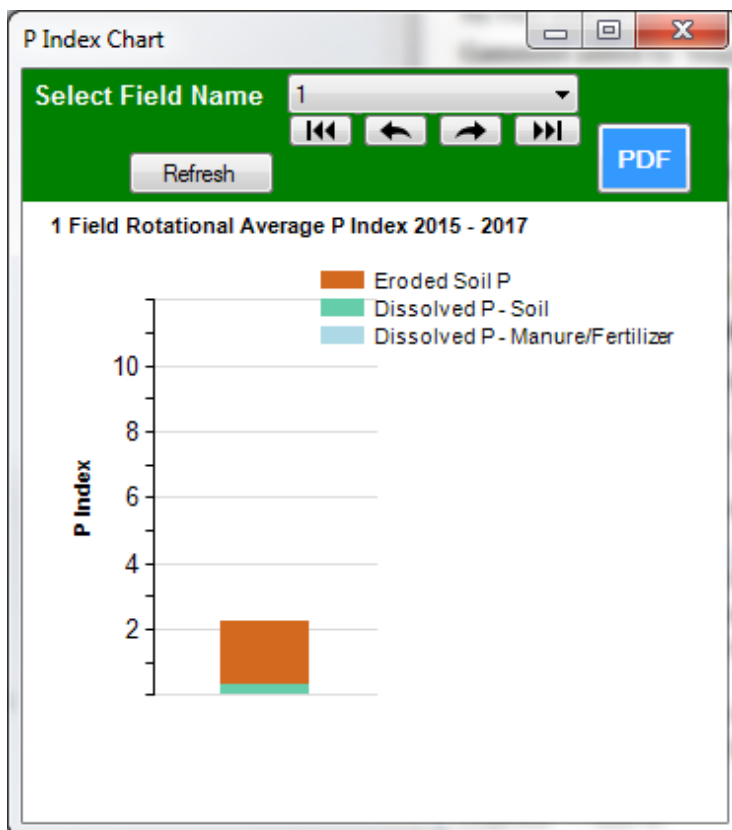 P Index Chart
Select Field Name 1
Refresh
PDF
1 Field Rotational Average P Index 2015 - 2017
Eroded Soil P
Dissolved P - Soil
Dissolved P - Manure/Fertilizer
10
8
6
4
2
P Index